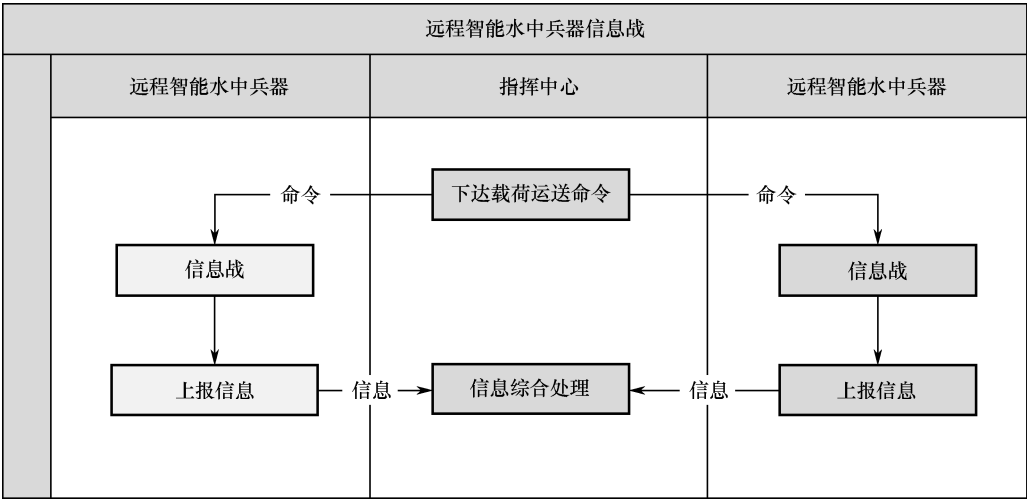 远程智能水中兵器信息战
远程智能水中兵器
指挥中心
远程智能水中兵器
命令
下达载荷运送命令
命令
信息战
信息战
上报信息
信息
信息综合处理
信息
上报信息